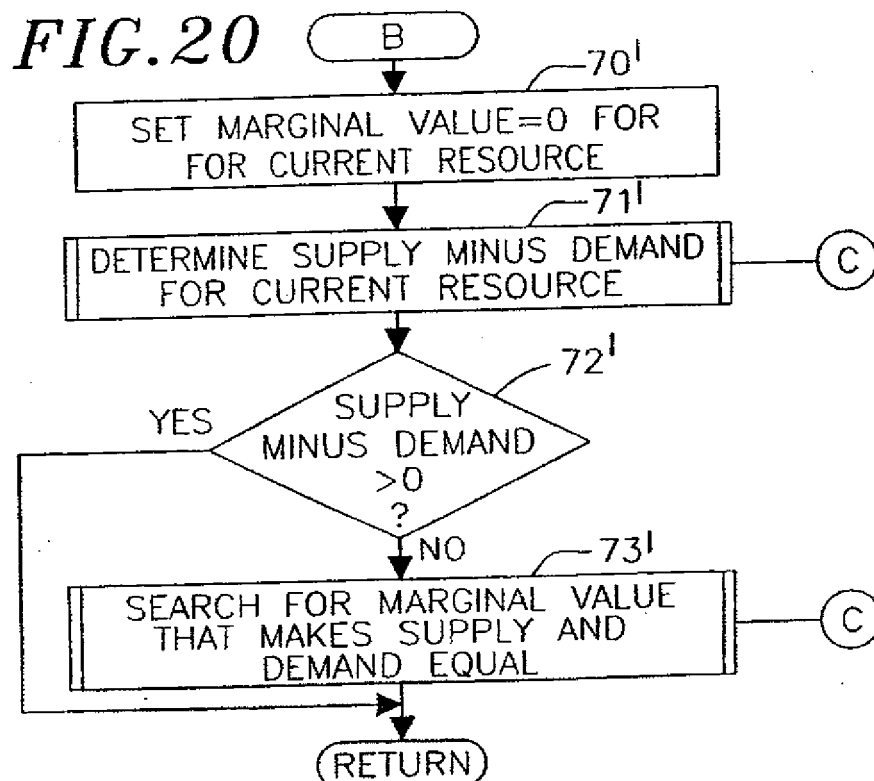 FIG.20
B
70'
SET MARGINAL VALUE=0 FOR
FOR CURRENT RESOURCE
71'
DETERMINE SUPPLY MINUS DEMAND
FOR CURRENT RESOURCE
C
72'
YES
SUPPLY
MINUS DEMAND
>0
?
NO
73'
SEARCH FOR MARGINAL VALUE
THAT MAKES SUPPLY AND
DEMAND EQUAL
C
RETURN